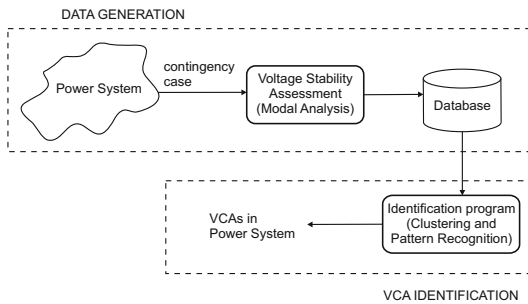 DATA GENERATION
Power System
contingency
case
Voltage Stability
Assessment
(Modal Analysis)
Database
Identification program
(Clustering and
Pattern Recognition)
VCAs in
Power System
VCA IDENTIFICATION